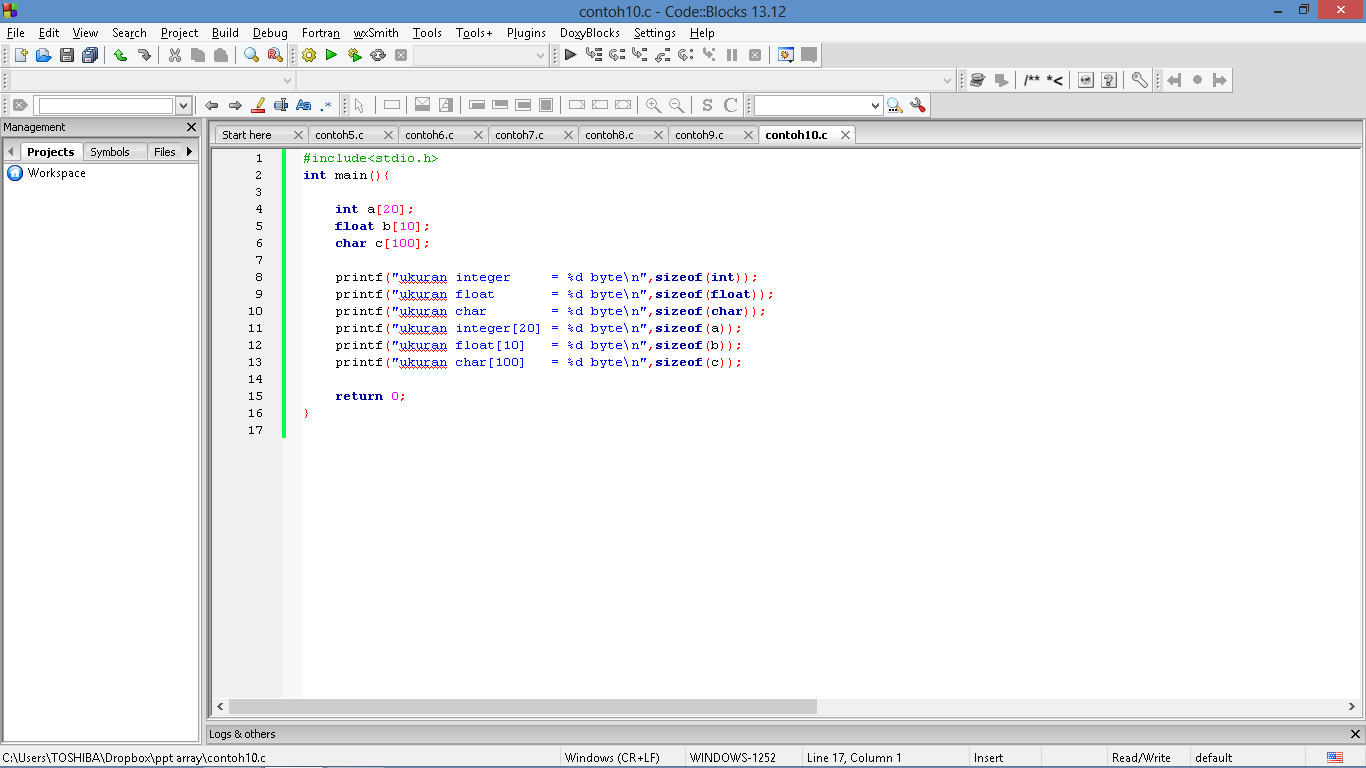 contoh10.c - Code::Blocks 13.12
File Edit View Search Project Build Debug Fortran wxSmith Tools Tools+ Plugins DoxyBlocks Settings Help
/** *<
Aa .*
S C
Management
Projects Symbols Files
Workspace
Start here contoh5.c contoh6.c contoh7.c contoh8.c contoh9.c contoh10.c
1 #include<stdio.h>
2 int main(){
3
4 int a[20];
5 float b[10];
6 char c[100];
7
8 printf("ukuran integer     = %d byte\n",sizeof(int));
9 printf("ukuran float       = %d byte\n",sizeof(float));
10 printf("ukuran char        = %d byte\n",sizeof(char));
11 printf("ukuran integer[20] = %d byte\n",sizeof(a));
12 printf("ukuran float[10]   = %d byte\n",sizeof(b));
13 printf("ukuran char[100]   = %d byte\n",sizeof(c));
14
15 return 0;
16 }
17
Logs & others
C:\Users\TOSHIBA\Dropbox\ppt array\contoh10.c Windows (CR+LF) WINDOWS-1252 Line 17, Column 1 Insert Read/Write default